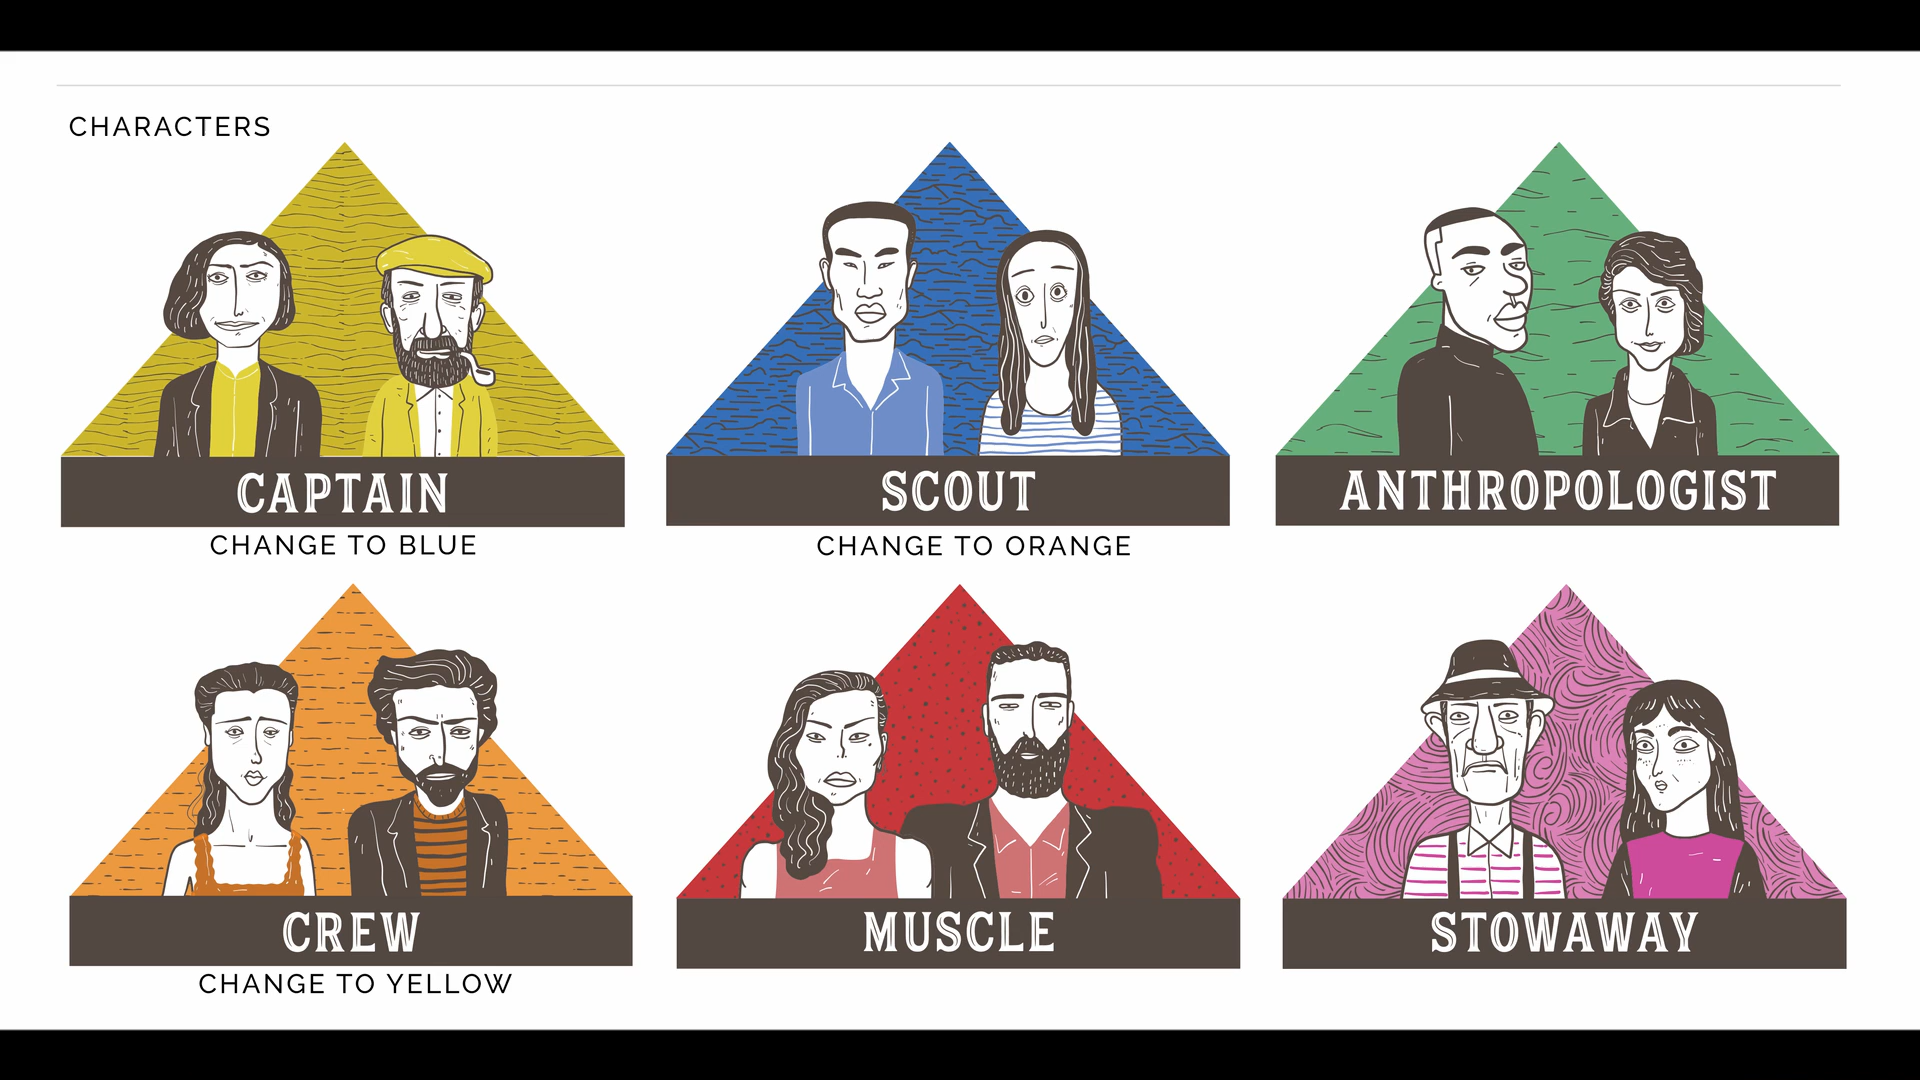 CHARACTERS
CAPTAIN
CHANGE TO BLUE
SCOUT
CHANGE TO ORANGE
ANTHROPOLOGIST
CREW
CHANGE TO YELLOW
MUSCLE
STOWAWAY